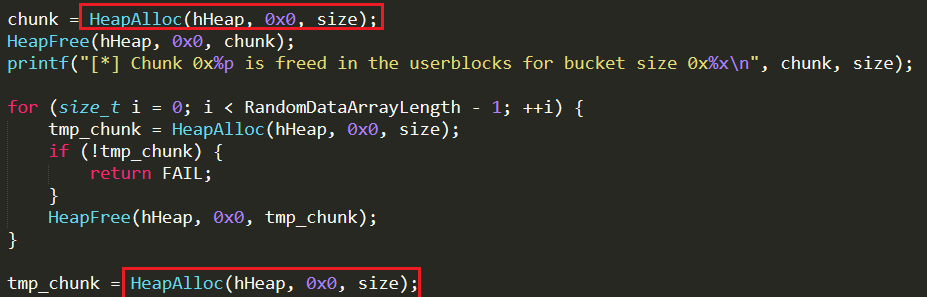 chunk = HeapAlloc(hHeap, 0x0, size);
HeapFree(hHeap, 0x0, chunk);
printf("[*] Chunk 0x%p is freed in the userblocks for bucket size 0x%x\n", chunk, size);
for (size_t i = 0; i < RandomDataArrayLength - 1; ++i) {
tmp_chunk = HeapAlloc(hHeap, 0x0, size);
if (!tmp_chunk) {
return FAIL;
}
HeapFree(hHeap, 0x0, tmp_chunk);
}
tmp_chunk = HeapAlloc(hHeap, 0x0, size);